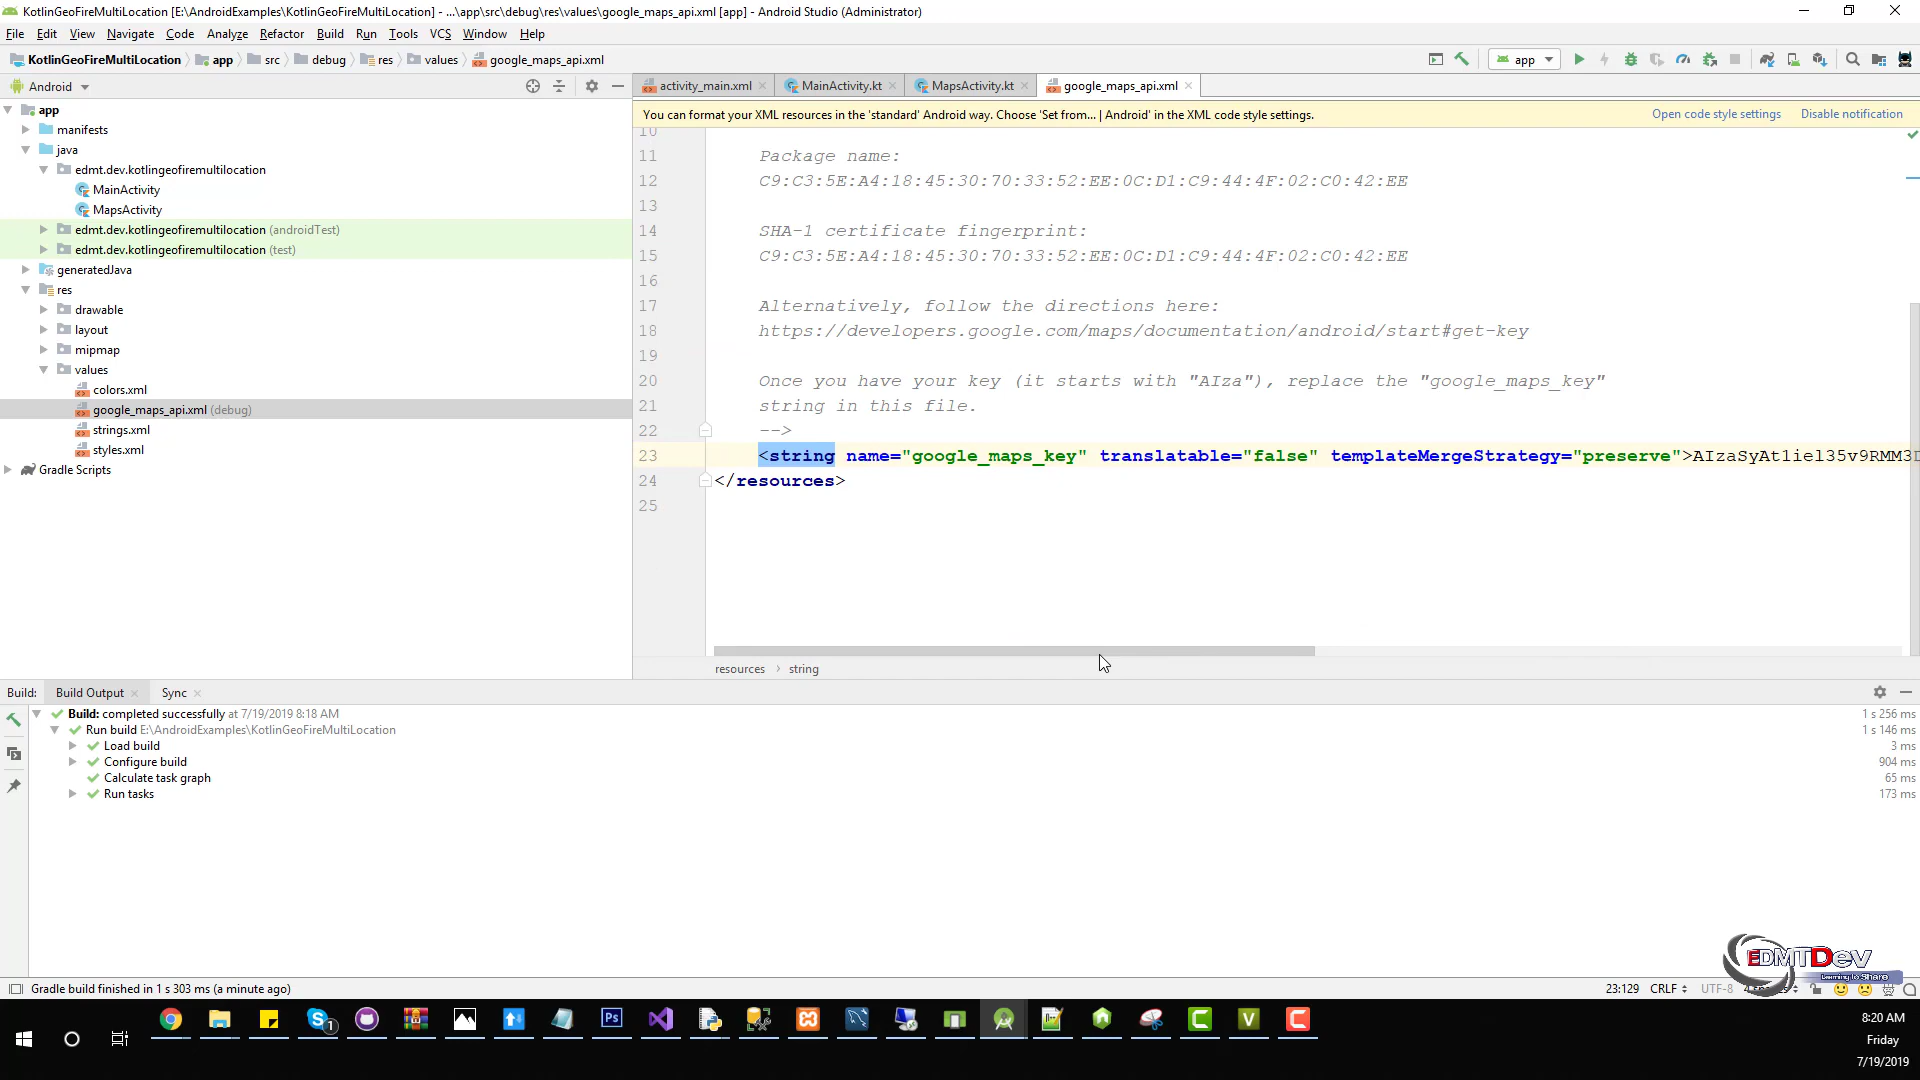 KotlinGeoFireMultiLocation [E:\AndroidExamples\KotlinGeoFireMultiLocation] - ...\app\src\debug\res\values\google_maps_api.xml [app] - Android Studio (Administrator)
File Edit View Navigate Code Analyze Refactor Build Run Tools VCS Window Help
KotlinGeoFireMultiLocation app src debug res values google_maps_api.xml
app
Android
activity_main.xml MainActivity.kt MapsActivity.kt google_maps_api.xml
You can format your XML resources in the 'standard' Android way. Choose 'Set from... | Android' in the XML code style settings.
Open code style settings Disable notification
app
manifests
java
edmt.dev.kotlingeofiremultilocation
MainActivity
MapsActivity
edmt.dev.kotlingeofiremultilocation (androidTest)
edmt.dev.kotlingeofiremultilocation (test)
generatedJava
res
drawable
layout
mipmap
values
colors.xml
google_maps_api.xml (debug)
strings.xml
styles.xml
Gradle Scripts
10
11 Package name:
12 C9:C3:5E:A4:18:45:30:70:33:52:EE:0C:D1:C9:44:4F:02:C0:42:EE
13
14 SHA-1 certificate fingerprint:
15 C9:C3:5E:A4:18:45:30:70:33:52:EE:0C:D1:C9:44:4F:02:C0:42:EE
16
17 Alternatively, follow the directions here:
18 https://developers.google.com/maps/documentation/android/start#get-key
19
20 Once you have your key (it starts with "AIza"), replace the "google_maps_key"
21 string in this file.
22 -->
23 <string name="google_maps_key" translatable="false" templateMergeStrategy="preserve">AIzaSyAt1iel35v9RMM3
24 </resources>
25
resources › string
Build: Build Output Sync
Build: completed successfully at 7/19/2019 8:18 AM 1 s 256 ms
Run build E:\AndroidExamples\KotlinGeoFireMultiLocation 1 s 146 ms
Load build 3 ms
Configure build 904 ms
Calculate task graph 65 ms
Run tasks 173 ms
EDMTDev
Learning to Share
Gradle build finished in 1 s 303 ms (a minute ago) 23:129 CRLF UTF-8
8:20 AM
Friday
7/19/2019